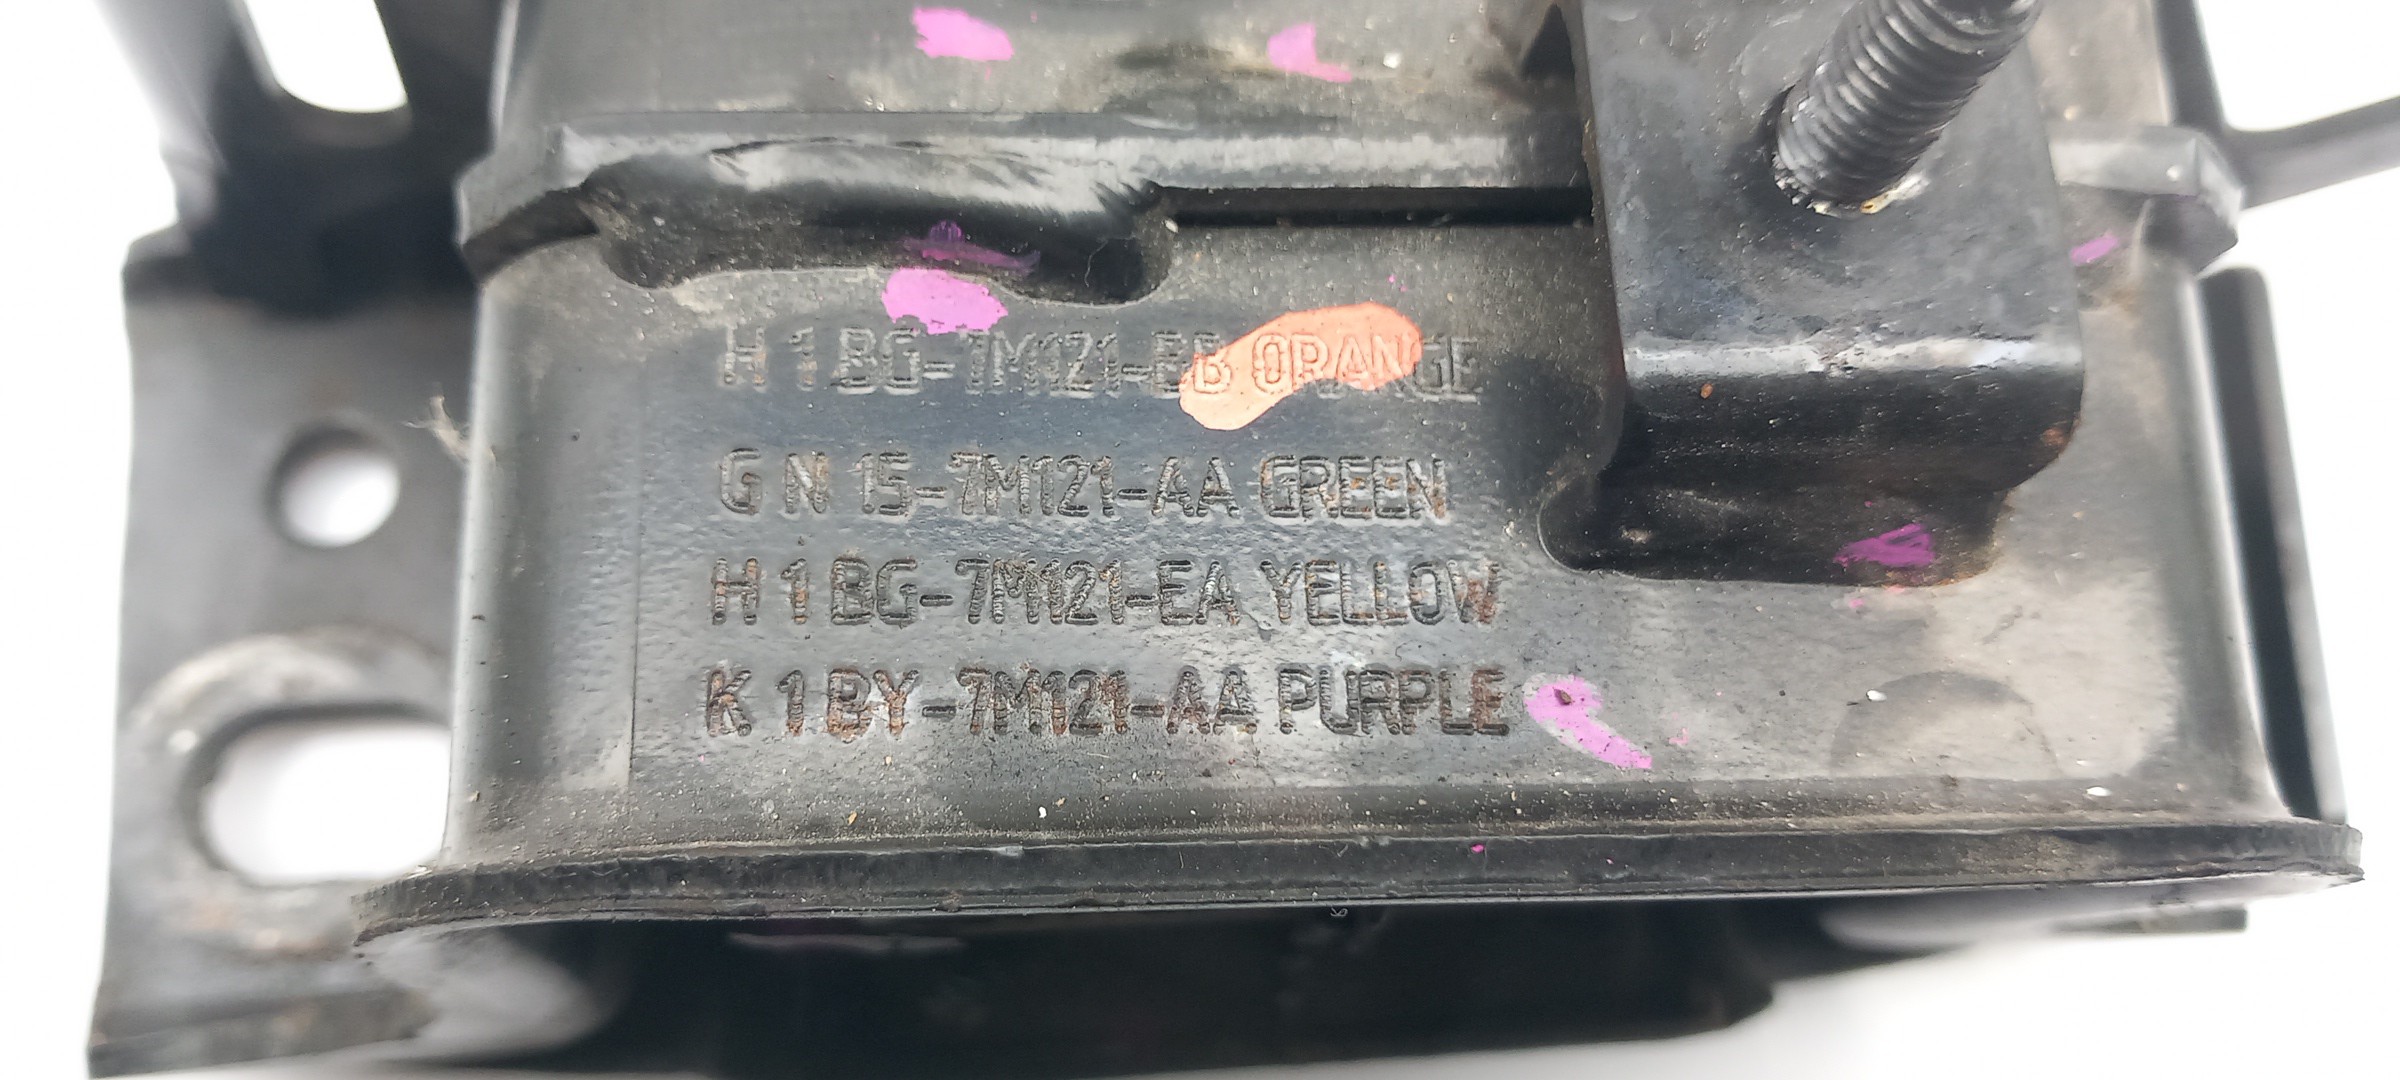 H 1 BG-7M121-BB ORANGE
G N 15-7M121-AA GREEN
H 1 BG-7M121-EA YELLOW
K 1 BY-7M121-AA PURPLE